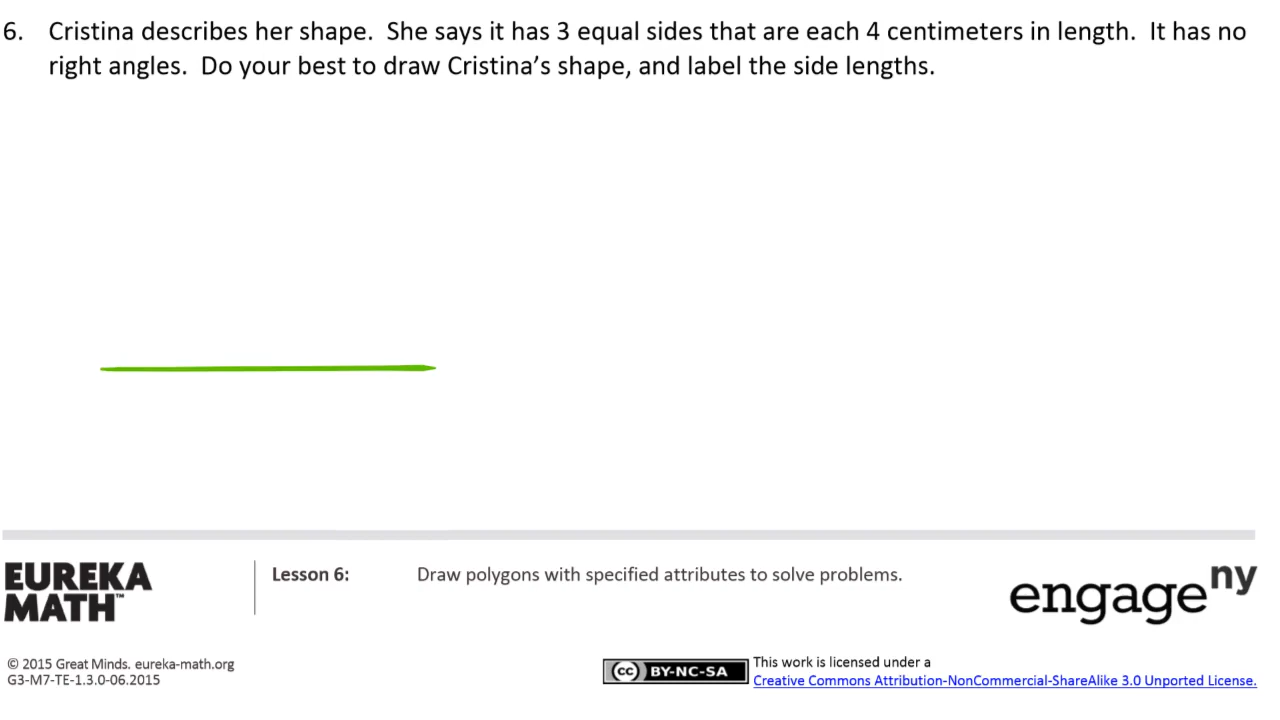 6. Cristina describes her shape. She says it has 3 equal sides that are each 4 centimeters in length. It has no
right angles. Do your best to draw Cristina’s shape, and label the side lengths.
EUREKA
MATH™
Lesson 6:
Draw polygons with specified attributes to solve problems.
engage ny
© 2015 Great Minds. eureka-math.org
G3-M7-TE-1.3.0-06.2015
cc BY-NC-SA
This work is licensed under a
Creative Commons Attribution-NonCommercial-ShareAlike 3.0 Unported License.